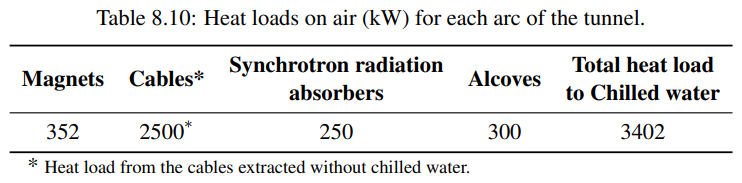 Table 8.10: Heat loads on air (kW) for each arc of the tunnel.
Magnets Cables* Synchrotron radiation absorbers Alcoves Total heat load to Chilled water
352 2500* 250 300 3402
* Heat load from the cables extracted without chilled water.